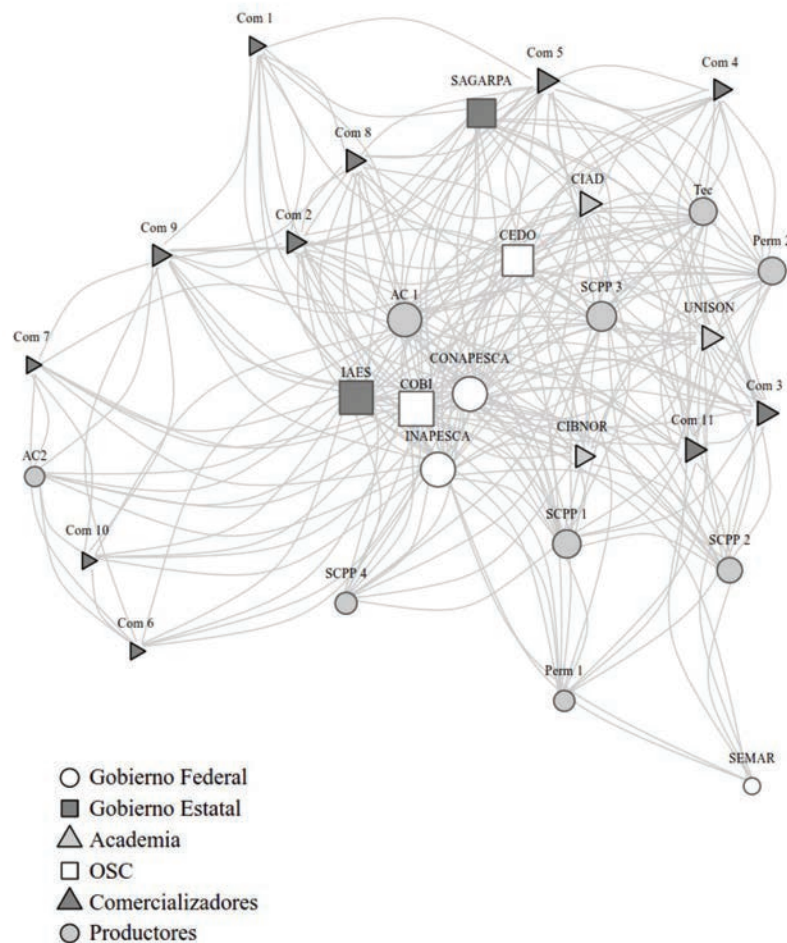 Com 1
Com 5
Com 4
SAGARPA
Com 8
CIAD
Tec
Com 2
CEDO
Com 9
Perm 2
AC 1
SCPP 3
UNISON
Com 7
IAES
COBI
CONAPESCA
Com 3
INAPESCA
CIBNOR
Com 11
AC2
Com 10
SCPP 1
SCPP 2
SCPP 4
Com 6
Perm 1
SEMAR
Gobierno Federal
Gobierno Estatal
Academia
OSC
Comercializadores
Productores